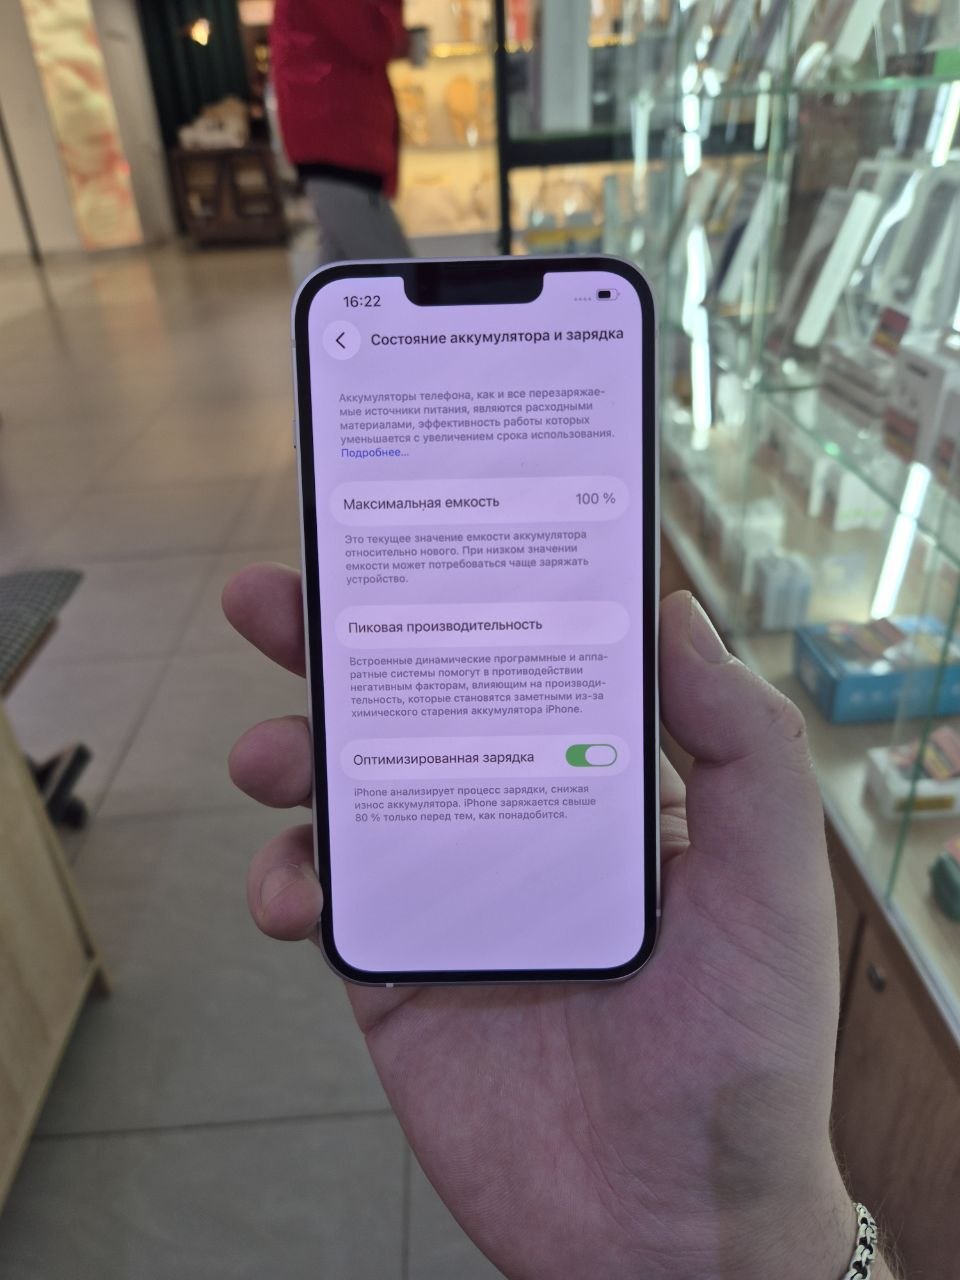 16:22
Состояние аккумулятора и зарядка
Аккумуляторы телефона, как и все перезаряжае-
мые источники питания, являются расходными
материалами, эффективность работы которых
уменьшается с увеличением срока использования.
Подробнее...
Максимальная емкость 100 %
Это текущее значение емкости аккумулятора
относительно нового. При низком значении
емкости может потребоваться чаще заряжать
устройство.
Пиковая производительность
Встроенные динамические программные и аппа-
ратные системы помогут в противодействии
негативным факторам, влияющим на производи-
тельность, которые становятся заметными из-за
химического старения аккумулятора iPhone.
Оптимизированная зарядка
iPhone анализирует процесс зарядки, снижая
износ аккумулятора. iPhone заряжается свыше
80 % только перед тем, как понадобится.